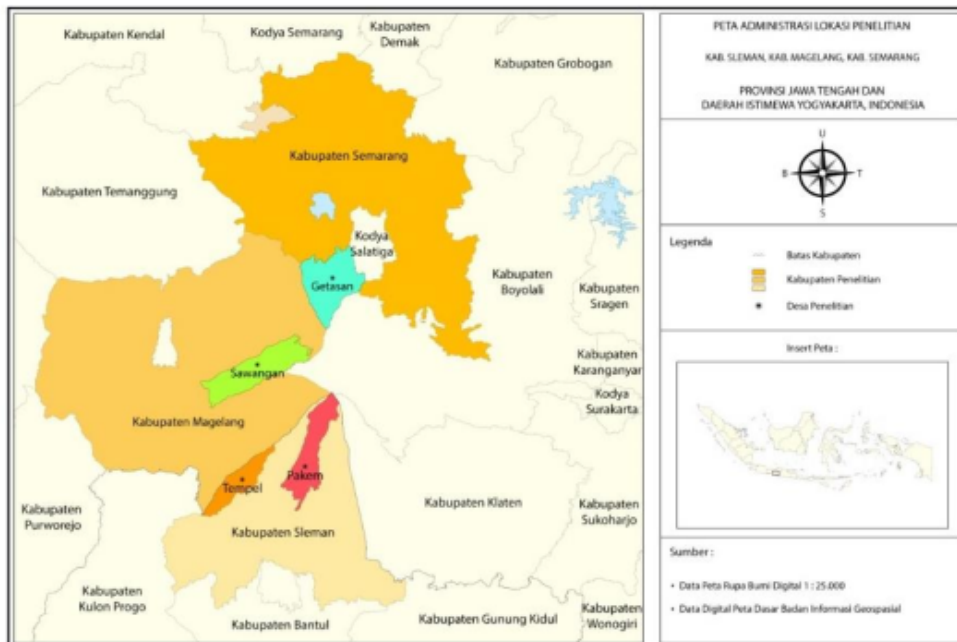 Kabupaten Kendal
Kodya Semarang
Kabupaten
Demak
Kabupaten Grobogan
Kabupaten Semarang
Kabupaten Temanggung
Kodya
Salatiga
Getasan
Kabupaten
Boyolali
Kabupaten
Sragen
Sawangan
Kabupaten
Karanganyar
Kodya
Surakarta
Kabupaten Magelang
Pakem
Tempel
Kabupaten Klaten
Kabupaten
Purworejo
Kabupaten
Sukoharjo
Kabupaten Sleman
Kabupaten
Kulon Progo
Kabupaten Bantul
Kabupaten Gunung Kidul
Kabupaten
Wonogiri
PETA ADMINISTRASI LOKASI PENELITIAN
KAB. SLEMAN, KAB. MAGELANG, KAB. SEMARANG
PROVINSI JAWA TENGAH DAN
DAERAH ISTIMEWA YOGYAKARTA, INDONESIA
U
B
T
S
Legenda
Batas Kabupaten
Kabupaten Penelitian
Desa Penelitian
Insert Peta :
Sumber :
• Data Peta Rupa Bumi Digital 1 : 25.000
• Data Digital Peta Dasar Badan Informasi Geospasial